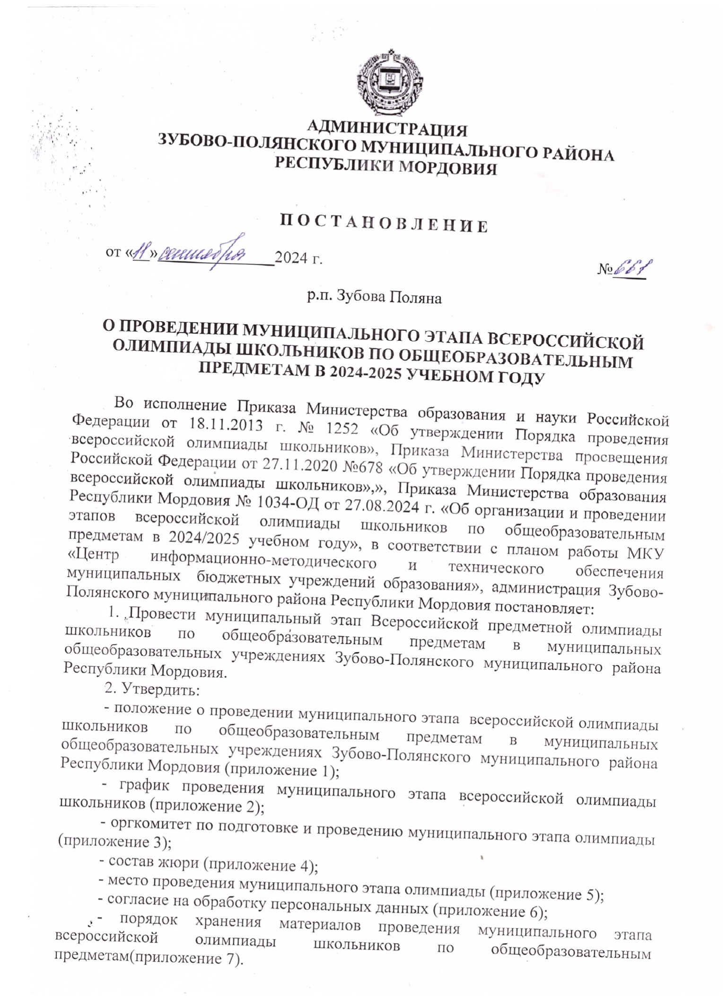 АДМИНИСТРАЦИЯ
ЗУБОВО-ПОЛЯНСКОГО МУНИЦИПАЛЬНОГО РАЙОНА
РЕСПУБЛИКИ МОРДОВИЯ
П О С Т А Н О В Л Е Н И Е
от «11» сентября 2024 г.
№ 661
р.п. Зубова Поляна
О ПРОВЕДЕНИИ МУНИЦИПАЛЬНОГО ЭТАПА ВСЕРОССИЙСКОЙ
ОЛИМПИАДЫ ШКОЛЬНИКОВ ПО ОБЩЕОБРАЗОВАТЕЛЬНЫМ
ПРЕДМЕТАМ В 2024-2025 УЧЕБНОМ ГОДУ
Во исполнение Приказа Министерства образования и науки Российской
Федерации от 18.11.2013 г. № 1252 «Об утверждении Порядка проведения
всероссийской олимпиады школьников», Приказа Министерства просвещения
Российской Федерации от 27.11.2020 №678 «Об утверждении Порядка проведения
всероссийской олимпиады школьников»,», Приказа Министерства образования
Республики Мордовия № 1034-ОД от 27.08.2024 г. «Об организации и проведении
этапов всероссийской олимпиады школьников по общеобразовательным
предметам в 2024/2025 учебном году», в соответствии с планом работы МКУ
«Центр информационно-методического и технического обеспечения
муниципальных бюджетных учреждений образования», администрация Зубово-
Полянского муниципального района Республики Мордовия постановляет:
1. Провести муниципальный этап Всероссийской предметной олимпиады
школьников по общеобразовательным предметам в муниципальных
общеобразовательных учреждениях Зубово-Полянского муниципального района
Республики Мордовия.
2. Утвердить:
- положение о проведении муниципального этапа всероссийской олимпиады
школьников по общеобразовательным предметам в муниципальных
общеобразовательных учреждениях Зубово-Полянского муниципального района
Республики Мордовия (приложение 1);
- график проведения муниципального этапа всероссийской олимпиады
школьников (приложение 2);
- оргкомитет по подготовке и проведению муниципального этапа олимпиады
(приложение 3);
- состав жюри (приложение 4);
- место проведения муниципального этапа олимпиады (приложение 5);
- согласие на обработку персональных данных (приложение 6);
- порядок хранения материалов проведения муниципального этапа
всероссийской олимпиады школьников по общеобразовательным
предметам(приложение 7).